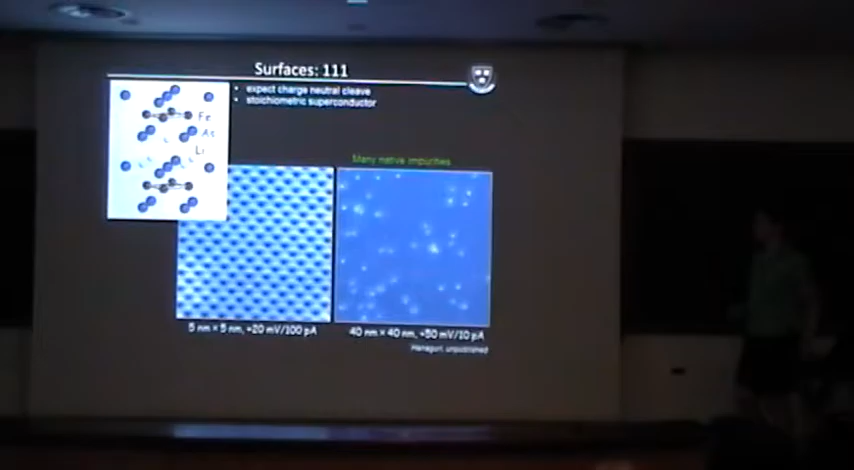 Surfaces: 111
• expect charge neutral cleave
• stoichiometric superconductor
Fe
As
Li
Many native impurities
5 nm × 5 nm, +20 mV/100 pA
40 nm × 40 nm, +50 mV/10 pA
Hanaguri, unpublished